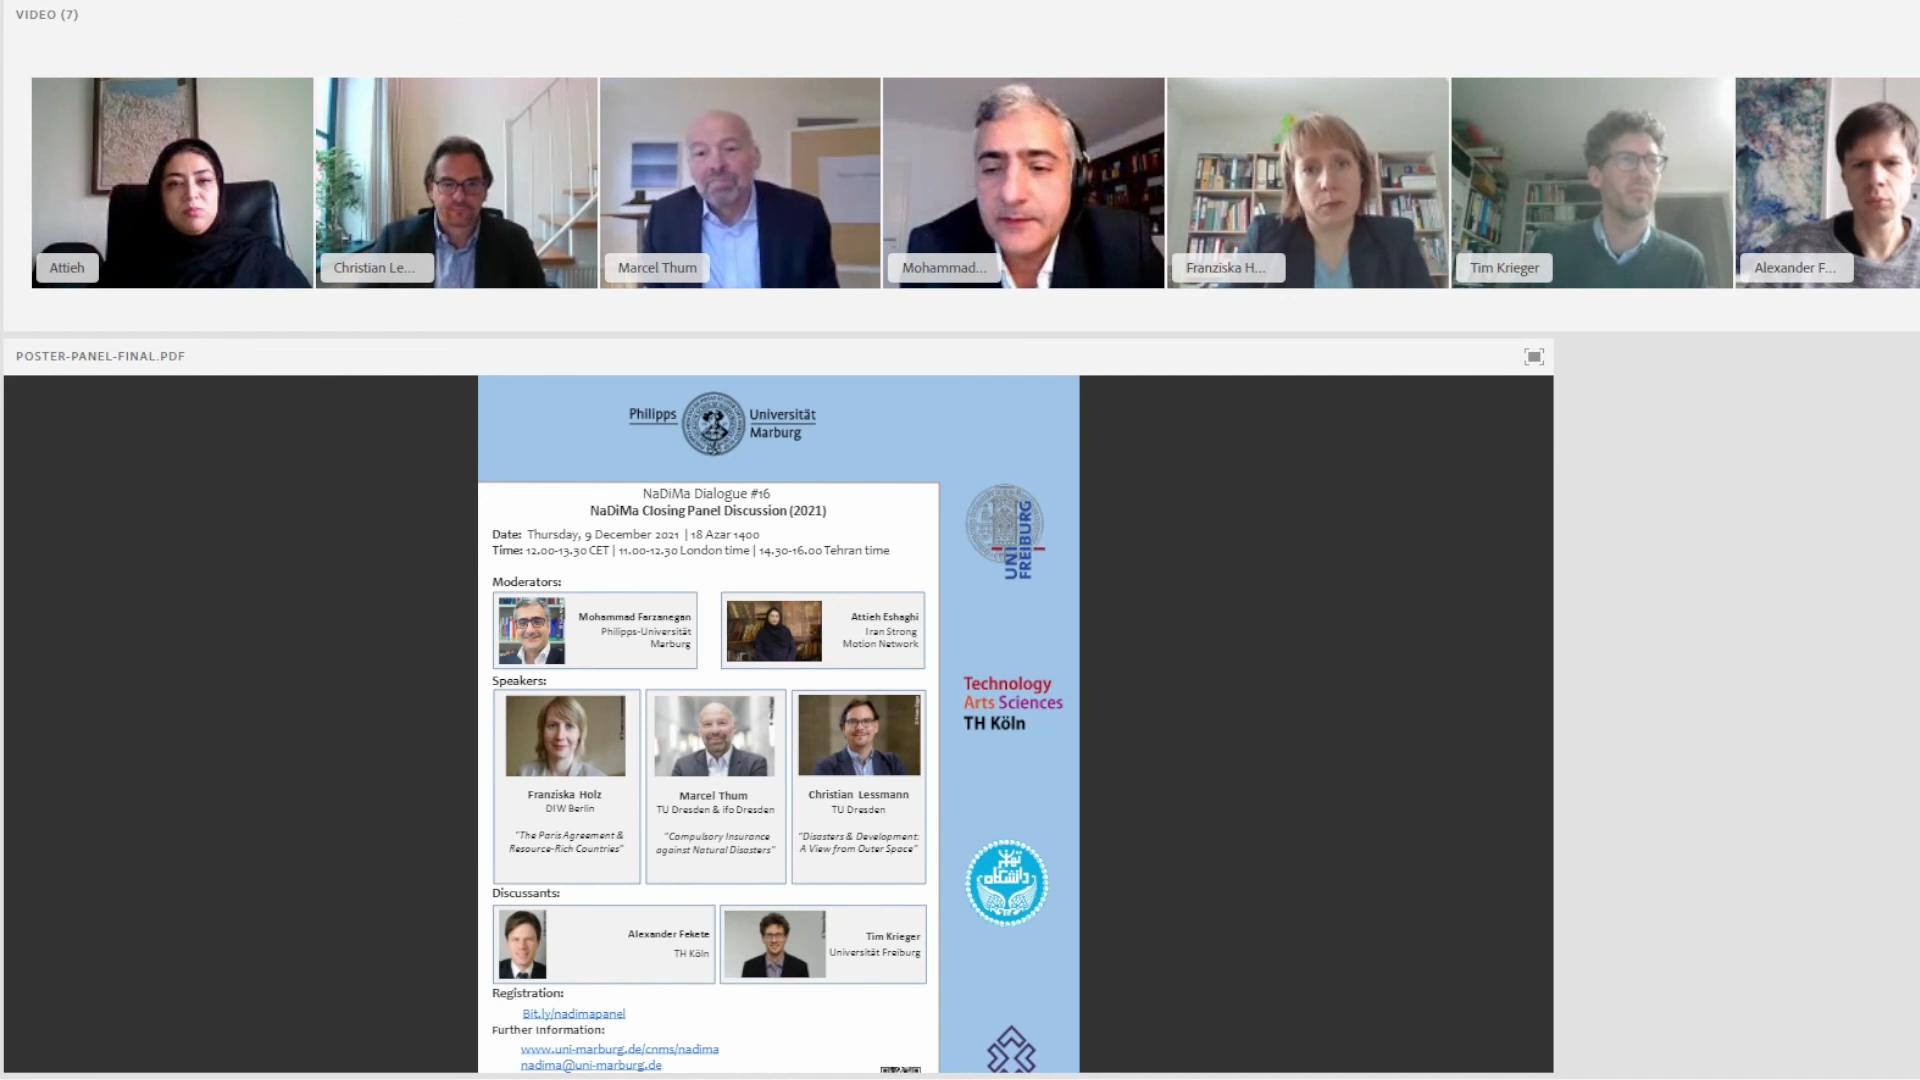 VIDEO (7)
Attieh
Christian Le...
Marcel Thum
Mohammad...
Franziska H...
Tim Krieger
Alexander F...
POSTER-PANEL-FINAL.PDF
Philipps
Universität
Marburg
NaDiMa Dialogue #16
NaDiMa Closing Panel Discussion (2021)
Date: Thursday, 9 December 2021 | 18 Azar 1400
Time: 12.00-13.30 CET | 11.00-12.30 London time | 14.30-16.00 Tehran time
Moderators:
Mohammad Farzanegan
Philipps-Universität
Marburg
Attieh Eshaghi
Iran Strong
Motion Network
Speakers:
Franziska Holz
DIW Berlin
"The Paris Agreement &
Resource-Rich Countries"
Marcel Thum
TU Dresden & ifo Dresden
"Compulsory Insurance
against Natural Disasters"
Christian Lessmann
TU Dresden
"Disasters & Development:
A View from Outer Space"
Discussants:
Alexander Fekete
TH Köln
Tim Krieger
Universität Freiburg
Registration:
Bit.ly/nadimapanel
Further Information:
www.uni-marburg.de/cnms/nadima
nadima@uni-marburg.de
UNI
FREIBURG
Technology
Arts Sciences
TH Köln
دانشگاه